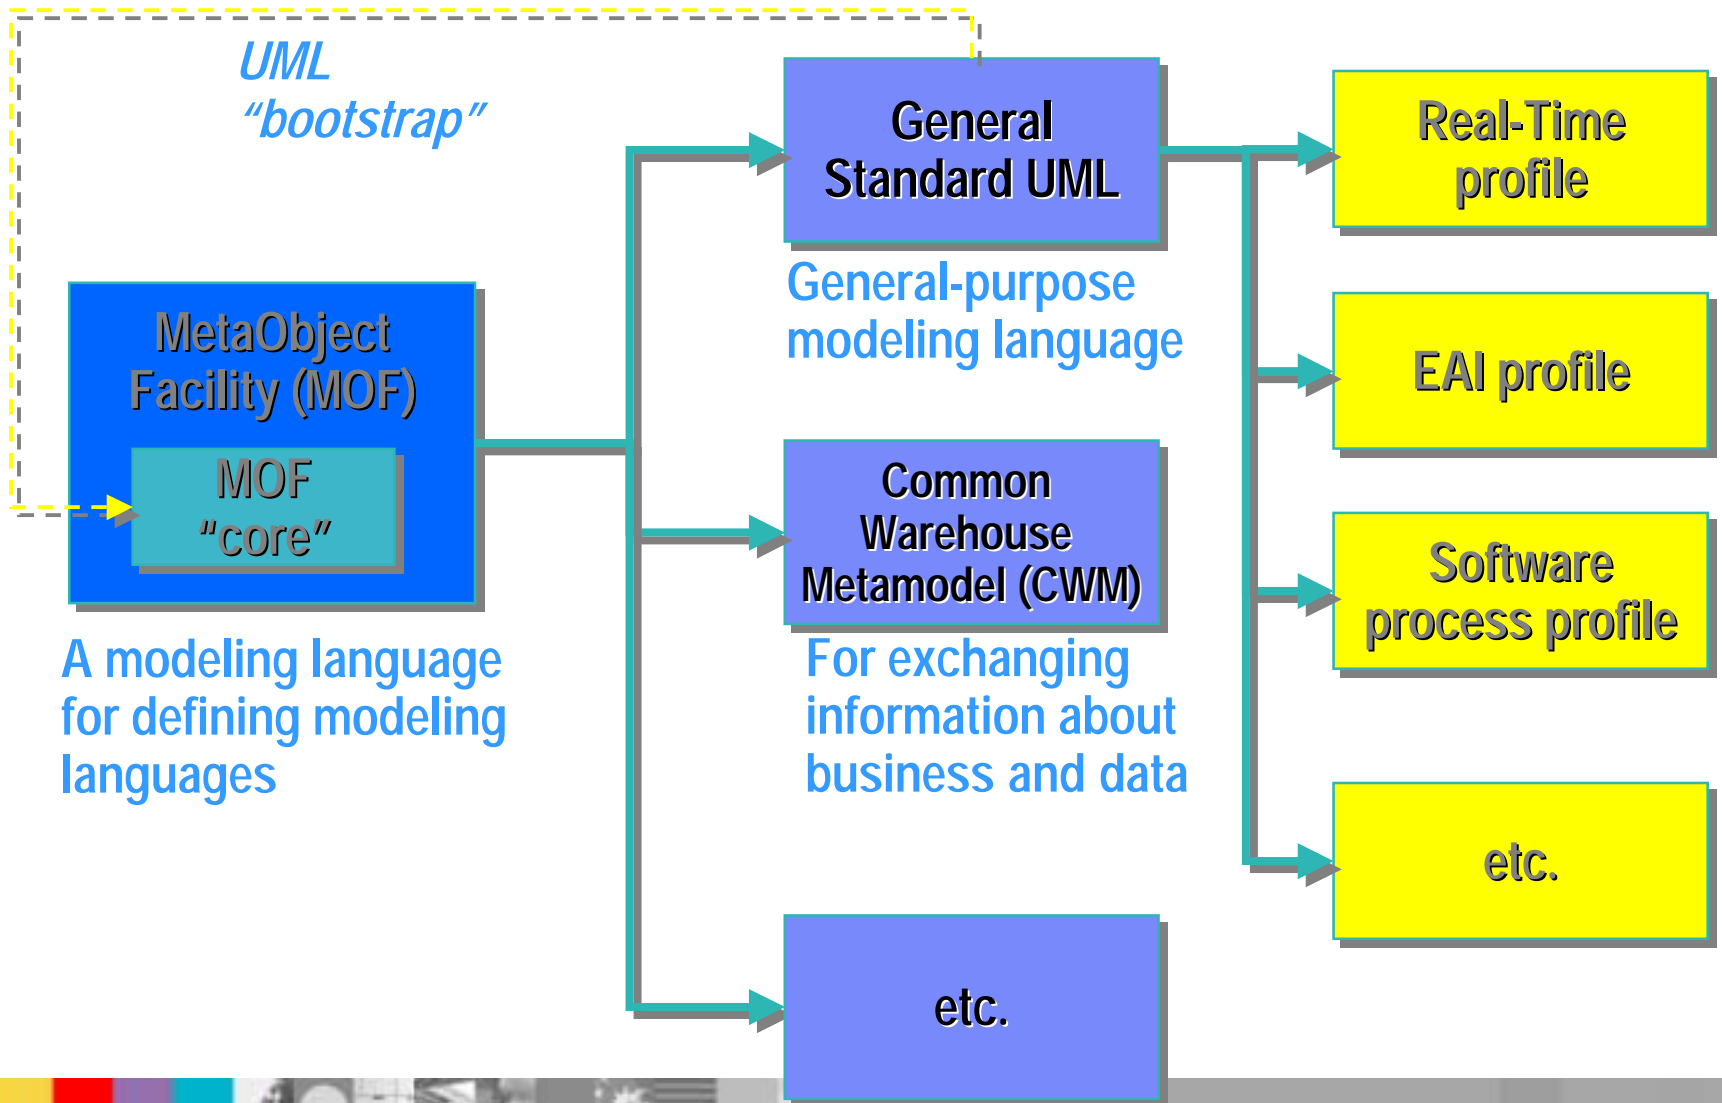 UML
“bootstrap”
General
Standard UML
General-purpose
modeling language
MetaObject
Facility (MOF)
MOF
“core”
A modeling language
for defining modeling
languages
Common
Warehouse
Metamodel (CWM)
For exchanging
information about
business and data
etc.
Real-Time
profile
EAI profile
Software
process profile
etc.